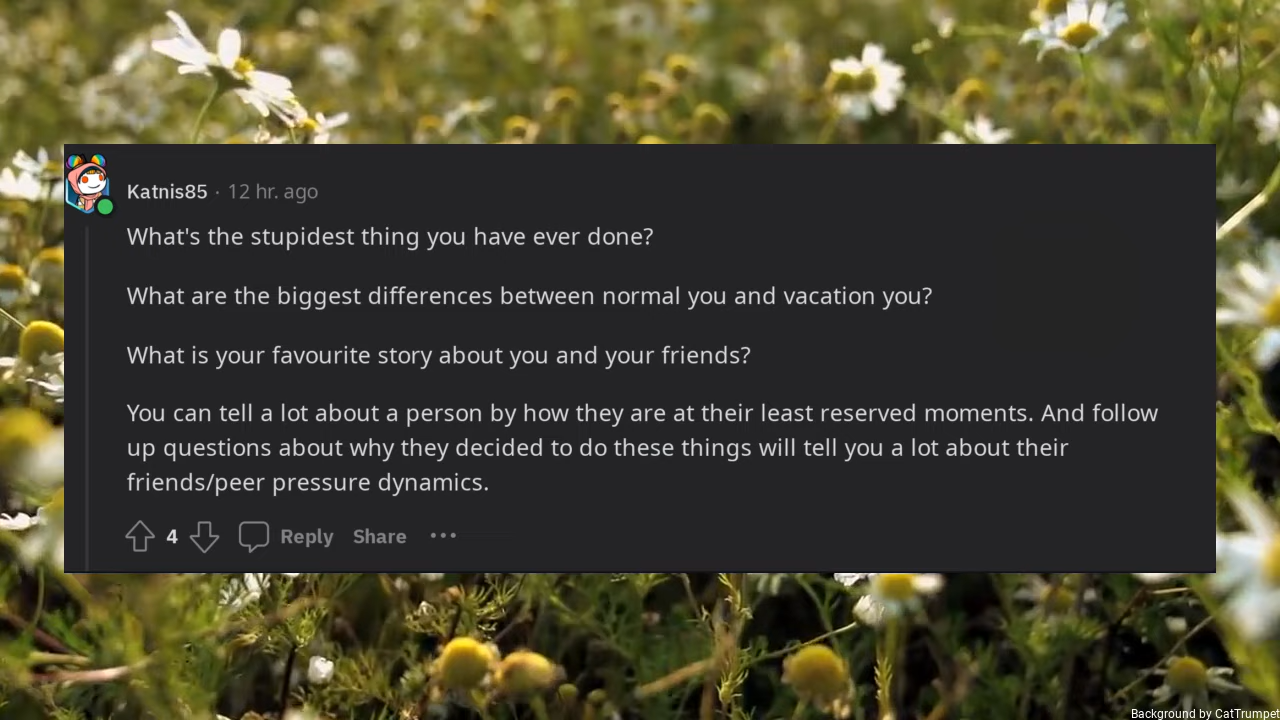 Katnis85 · 12 hr. ago
What's the stupidest thing you have ever done?
What are the biggest differences between normal you and vacation you?
What is your favourite story about you and your friends?
You can tell a lot about a person by how they are at their least reserved moments. And follow
up questions about why they decided to do these things will tell you a lot about their
friends/peer pressure dynamics.
4 Reply Share ···
Background by CatTrumpet